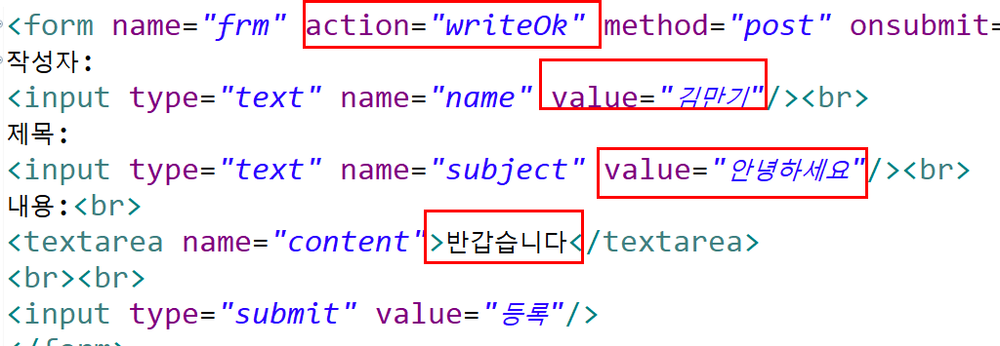 <form name="frm" action="writeOk" method="post" onsubmit=
작성자:
<input type="text" name="name" value="김만기"/><br>
제목:
<input type="text" name="subject" value="안녕하세요"/><br>
내용:<br>
<textarea name="content">반갑습니다</textarea>
<br><br>
<input type="submit" value="등록"/>
</form>